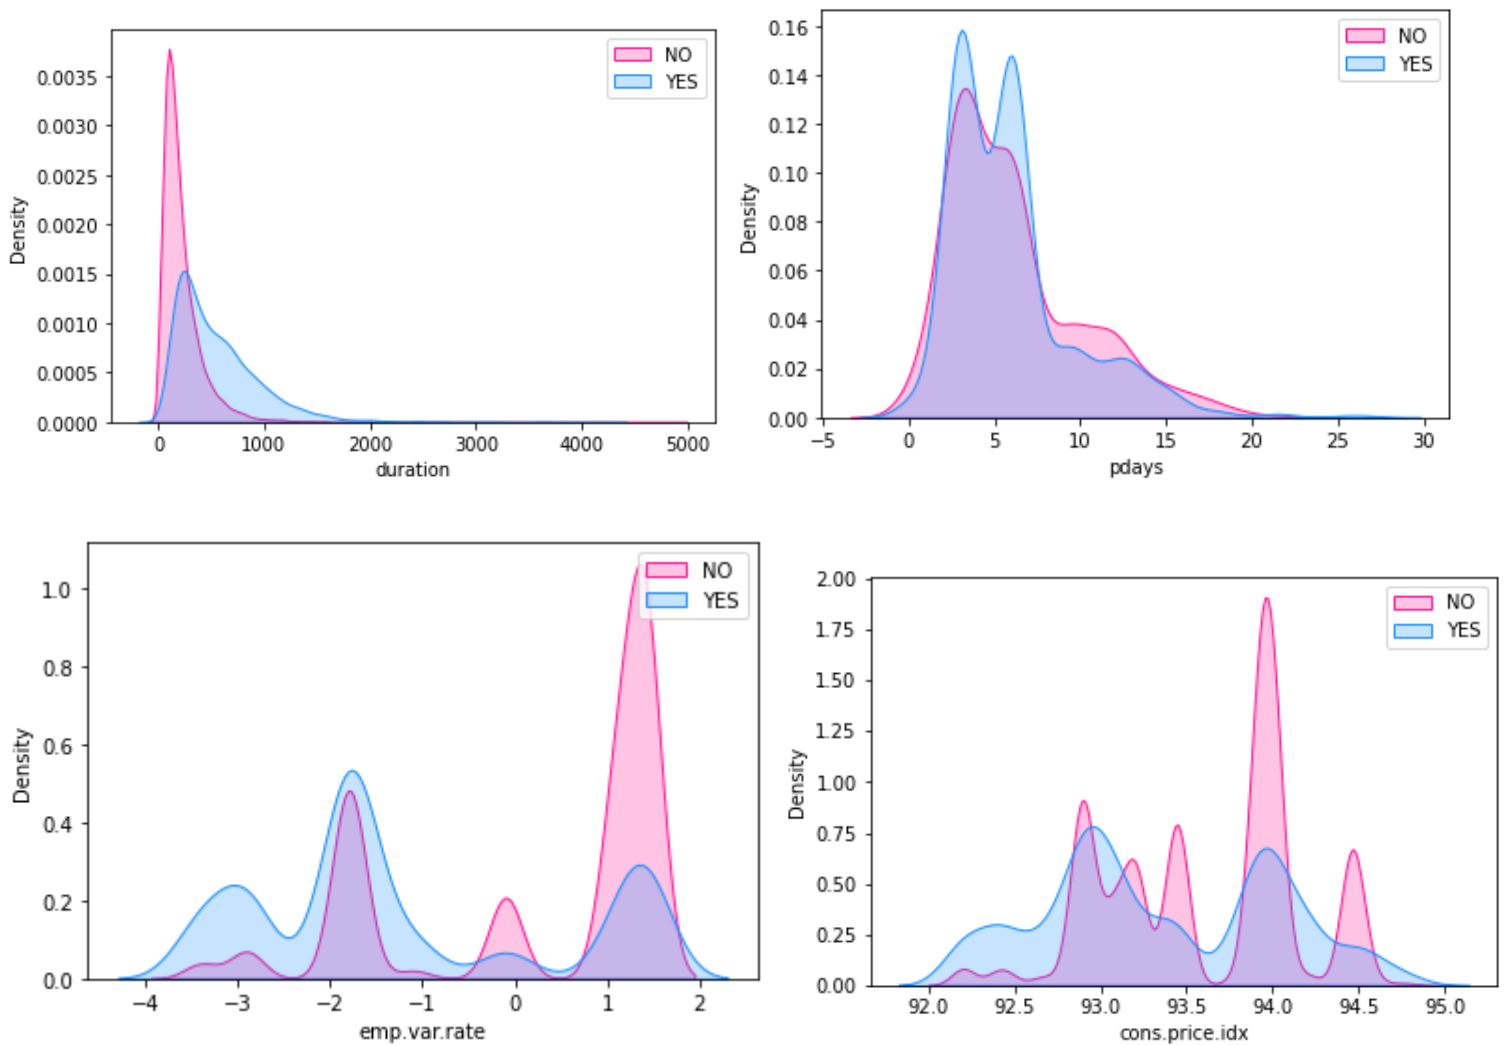 NO
YES
0.0035
0.0030
0.0025
0.0020
0.0015
0.0010
0.0005
0.0000
Density
0 1000 2000 3000 4000 5000
duration
NO
YES
0.16
0.14
0.12
0.10
0.08
0.06
0.04
0.02
0.00
Density
−5 0 5 10 15 20 25 30
pdays
NO
YES
1.0
0.8
0.6
0.4
0.2
0.0
Density
−4 −3 −2 −1 0 1 2
emp.var.rate
NO
YES
2.00
1.75
1.50
1.25
1.00
0.75
0.50
0.25
0.00
Density
92.0 92.5 93.0 93.5 94.0 94.5 95.0
cons.price.idx